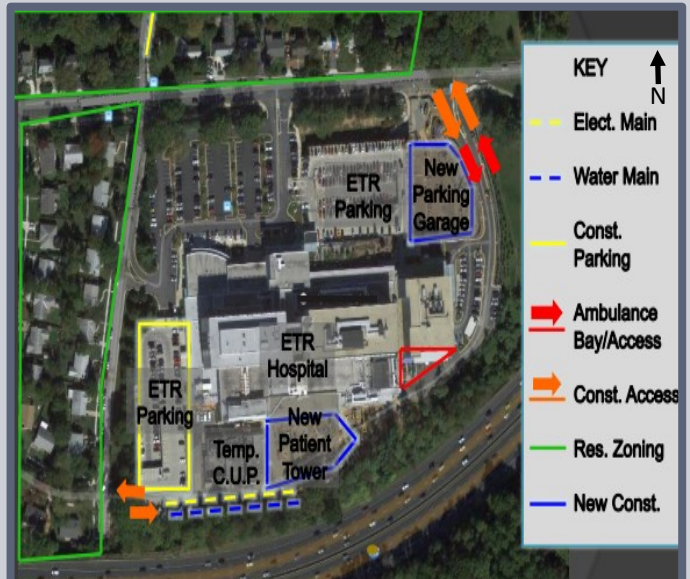 KEY
N
Elect. Main
Water Main
Const.
Parking
Ambulance
Bay/Access
Const. Access
Res. Zoning
New Const.
ETR
Parking
New
Parking
Garage
ETR
Hospital
ETR
Parking
Temp.
C.U.P.
New
Patient
Tower